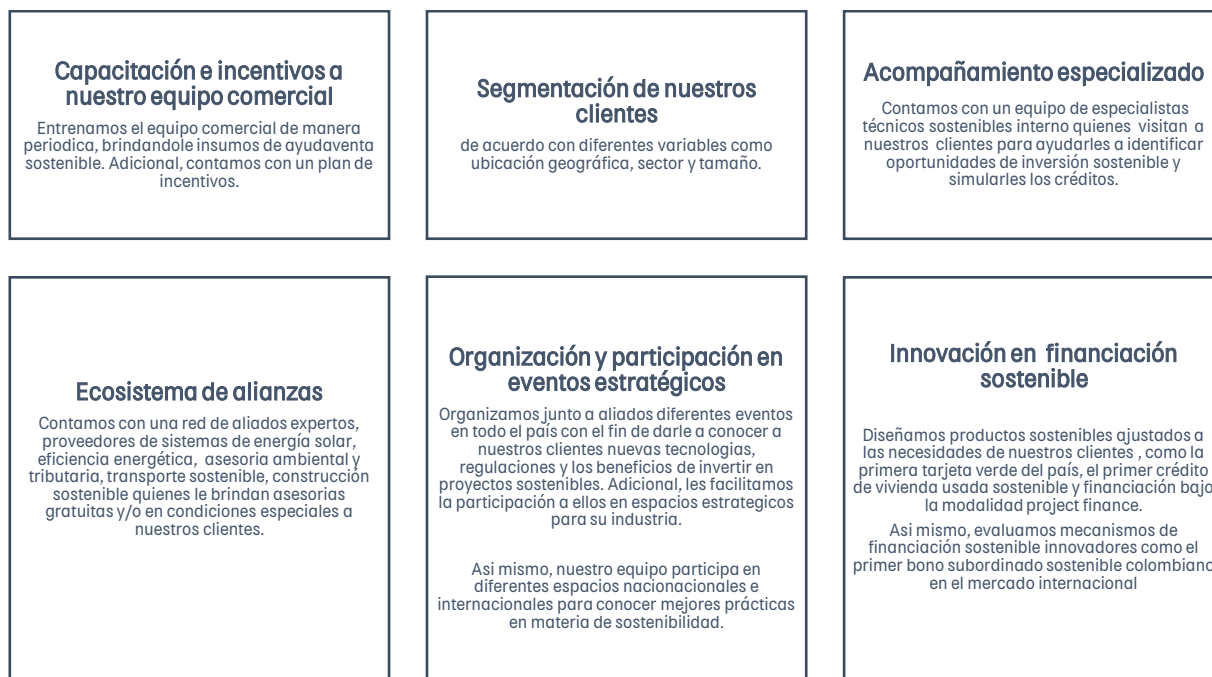 Capacitación e incentivos a
nuestro equipo comercial
Entrenamos el equipo comercial de manera
periodica, brindandole insumos de ayudaventa
sostenible. Adicional, contamos con un plan de
incentivos.
Segmentación de nuestros
clientes
de acuerdo con diferentes variables como
ubicación geográfica, sector y tamaño.
Acompañamiento especializado
Contamos con un equipo de especialistas
técnicos sostenibles interno quienes visitan a
nuestros clientes para ayudarles a identificar
oportunidades de inversión sostenible y
simularles los créditos.
Ecosistema de alianzas
Contamos con una red de aliados expertos,
proveedores de sistemas de energía solar,
eficiencia energética, asesoria ambiental y
tributaria, transporte sostenible, construcción
sostenible quienes le brindan asesorias
gratuitas y/o en condiciones especiales a
nuestros clientes.
Organización y participación en
eventos estratégicos
Organizamos junto a aliados diferentes eventos
en todo el país con el fin de darle a conocer a
nuestros clientes nuevas tecnologías,
regulaciones y los beneficios de invertir en
proyectos sostenibles. Adicional, les facilitamos
la participación a ellos en espacios estrategicos
para su industria.
Asi mismo, nuestro equipo participa en
diferentes espacios nacionacionales e
internacionales para conocer mejores prácticas
en materia de sostenibilidad.
Innovación en financiación
sostenible
Diseñamos productos sostenibles ajustados a
las necesidades de nuestros clientes , como la
primera tarjeta verde del país, el primer crédito
de vivienda usada sostenible y financiación bajo
la modalidad project finance.
Asi mismo, evaluamos mecanismos de
financiación sostenible innovadores como el
primer bono subordinado sostenible colombiano
en el mercado internacional